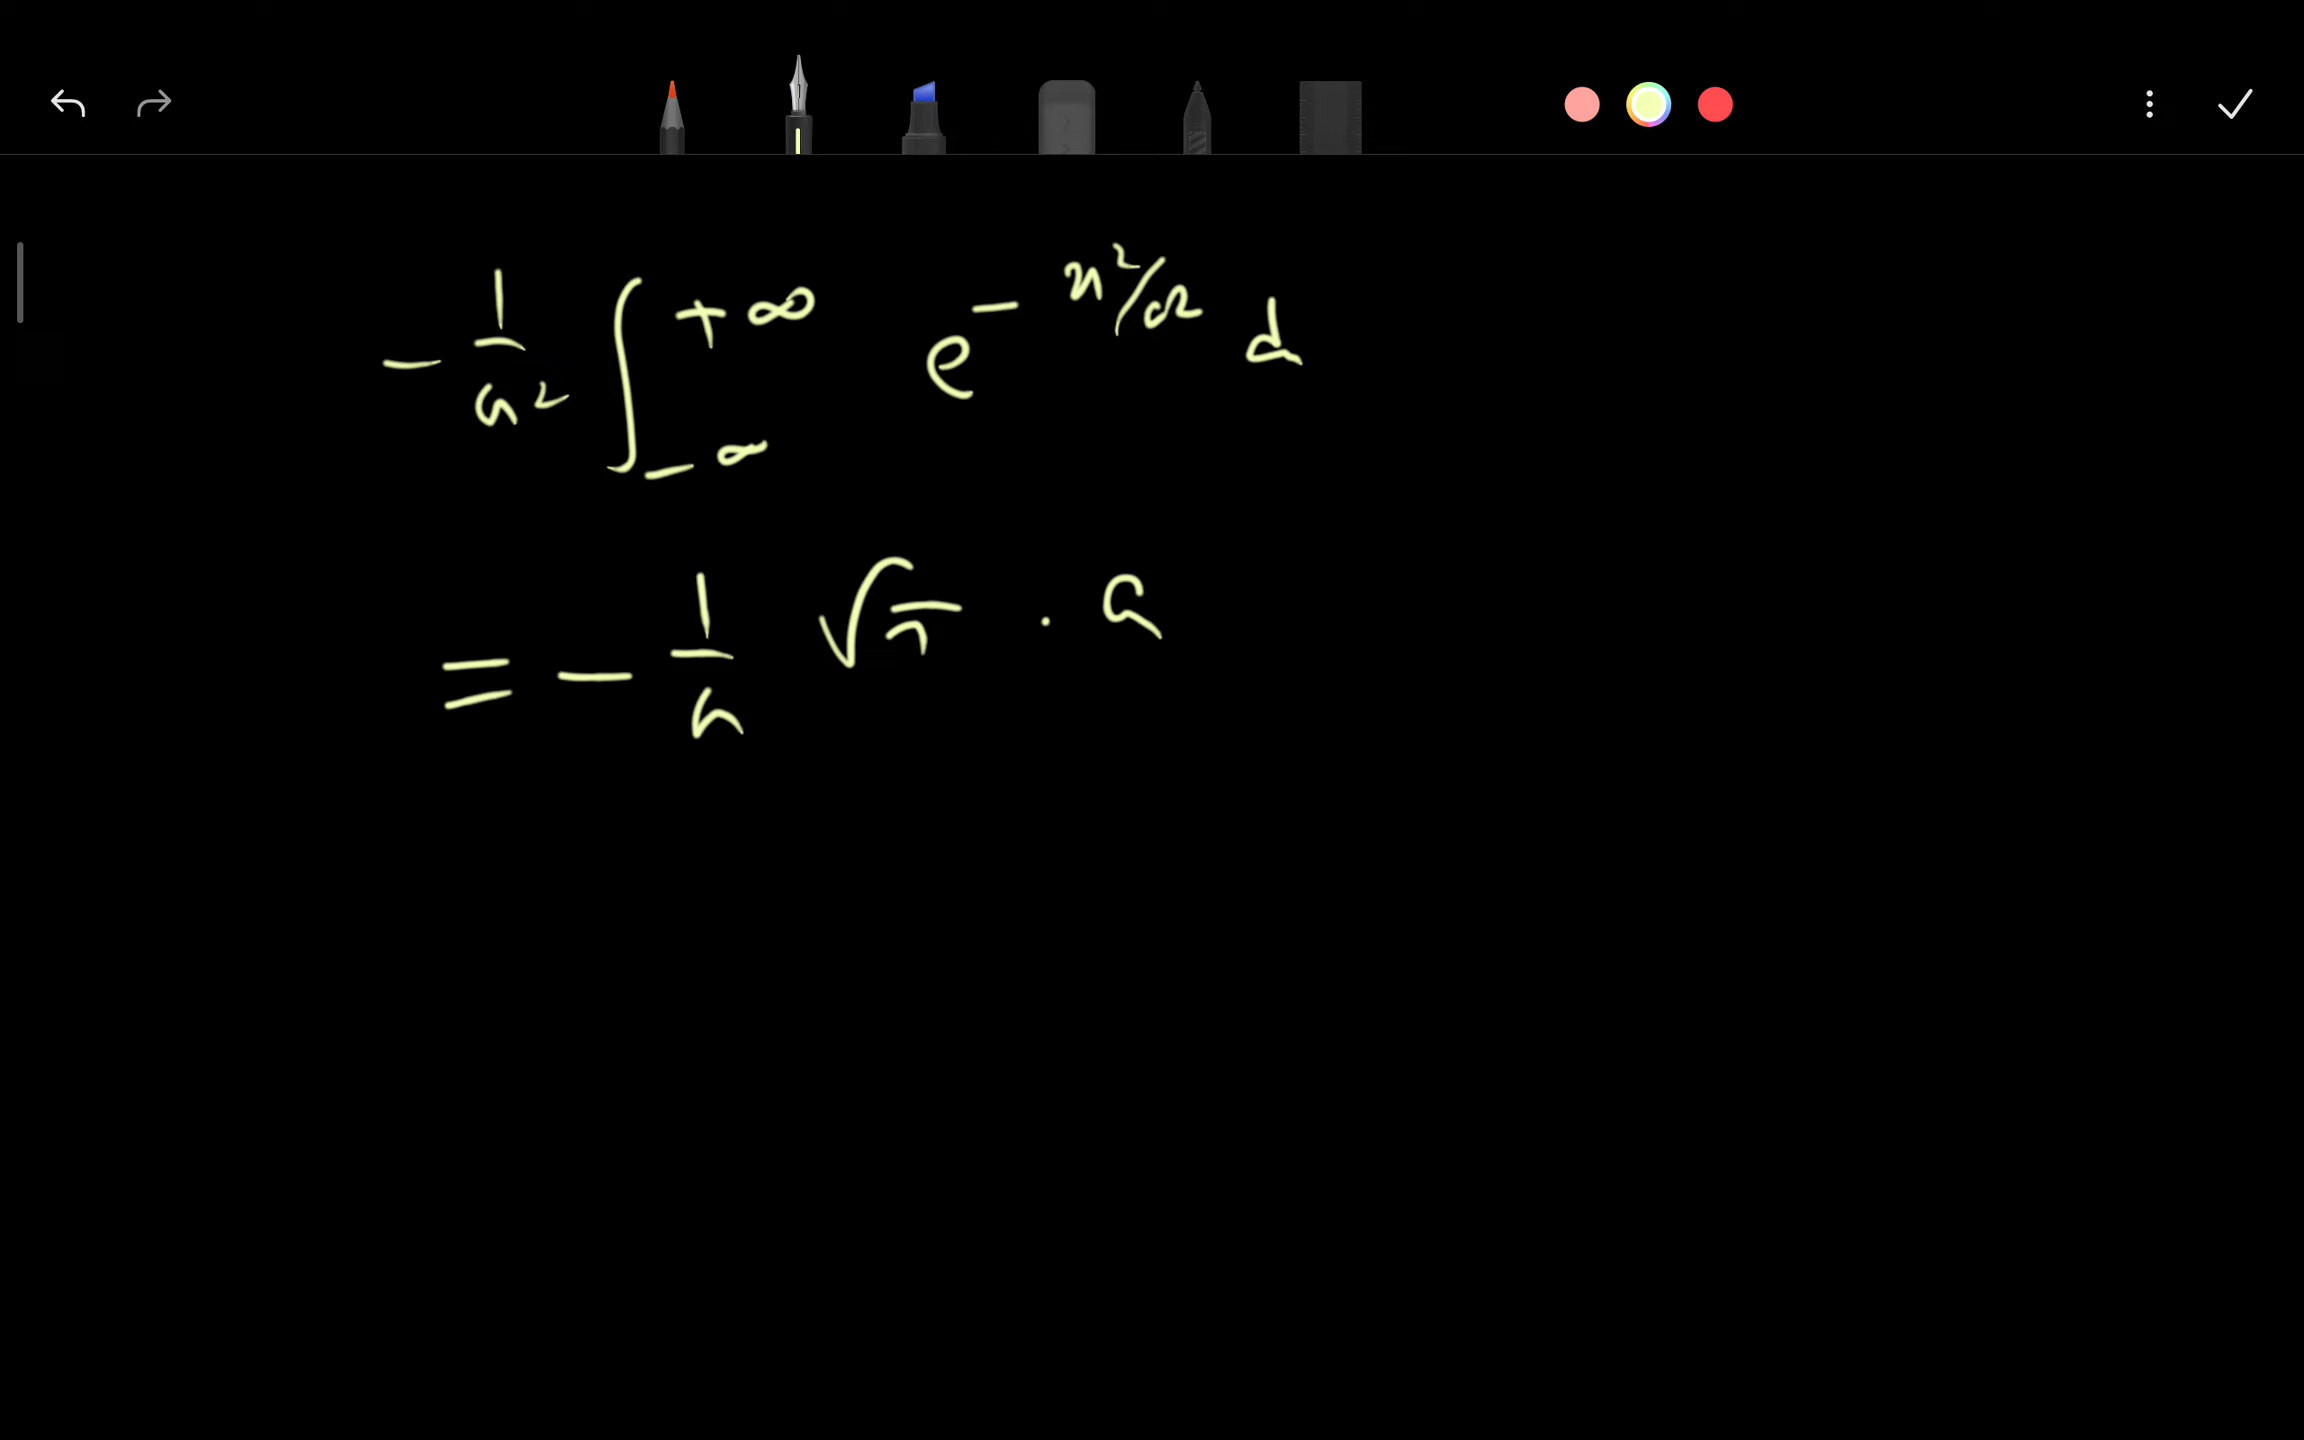 - 1/a² ∫_{-∞}^{+∞} e^{- x²/a²} d
= - 1/a √π · a